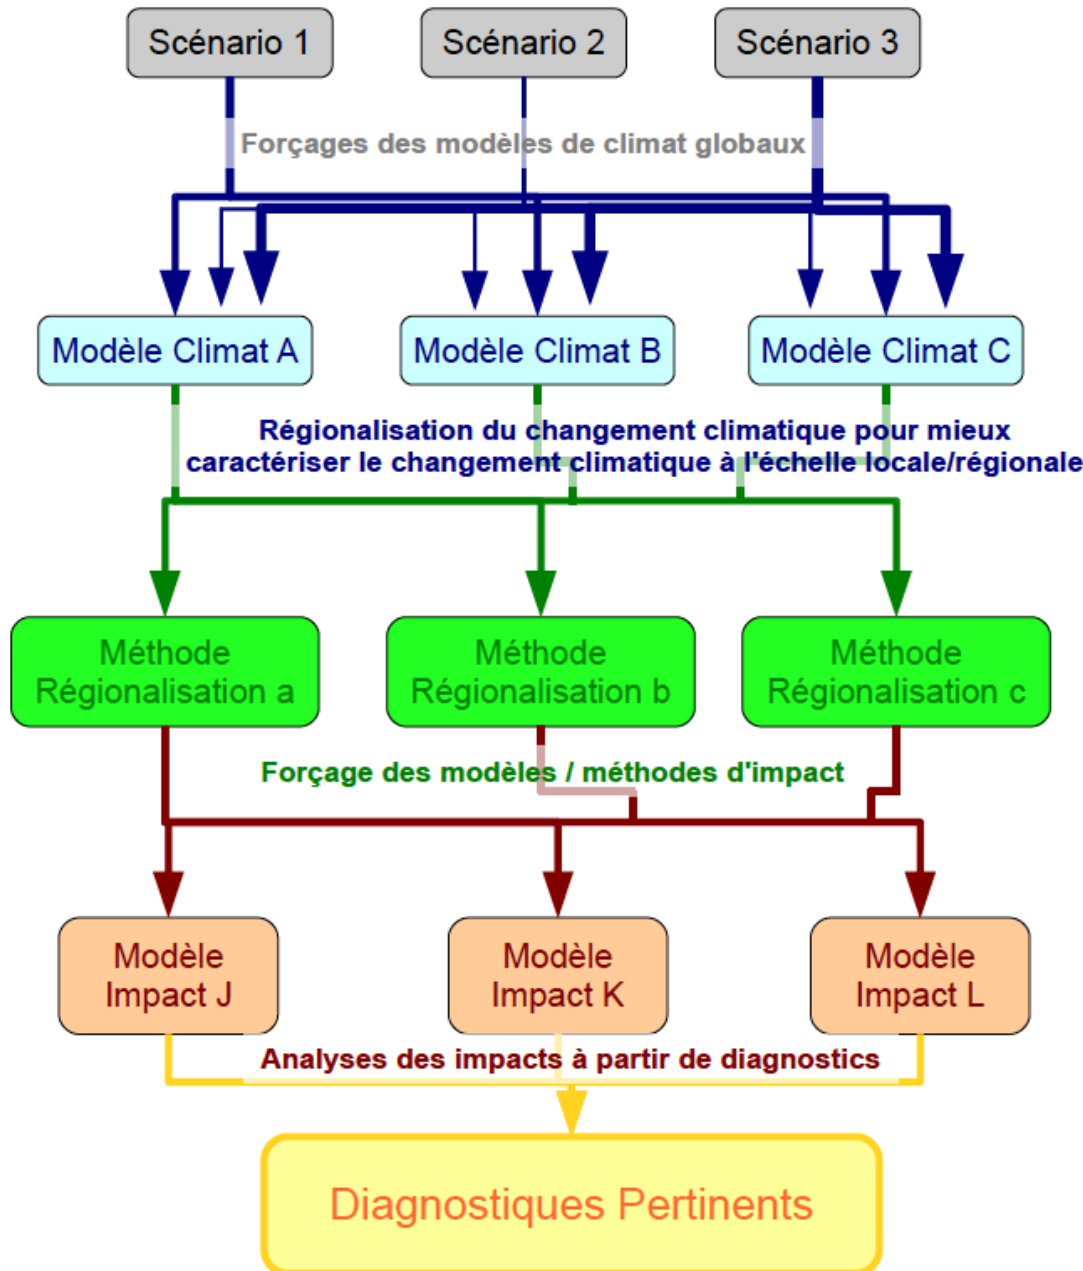 Scénario 1
Scénario 2
Scénario 3
Forçages des modèles de climat globaux
Modèle Climat A
Modèle Climat B
Modèle Climat C
Régionalisation du changement climatique pour mieux
caractériser le changement climatique à l'échelle locale/régionale
Méthode
Régionalisation a
Méthode
Régionalisation b
Méthode
Régionalisation c
Forçage des modèles / méthodes d'impact
Modèle
Impact J
Modèle
Impact K
Modèle
Impact L
Analyses des impacts à partir de diagnostics
Diagnostiques Pertinents